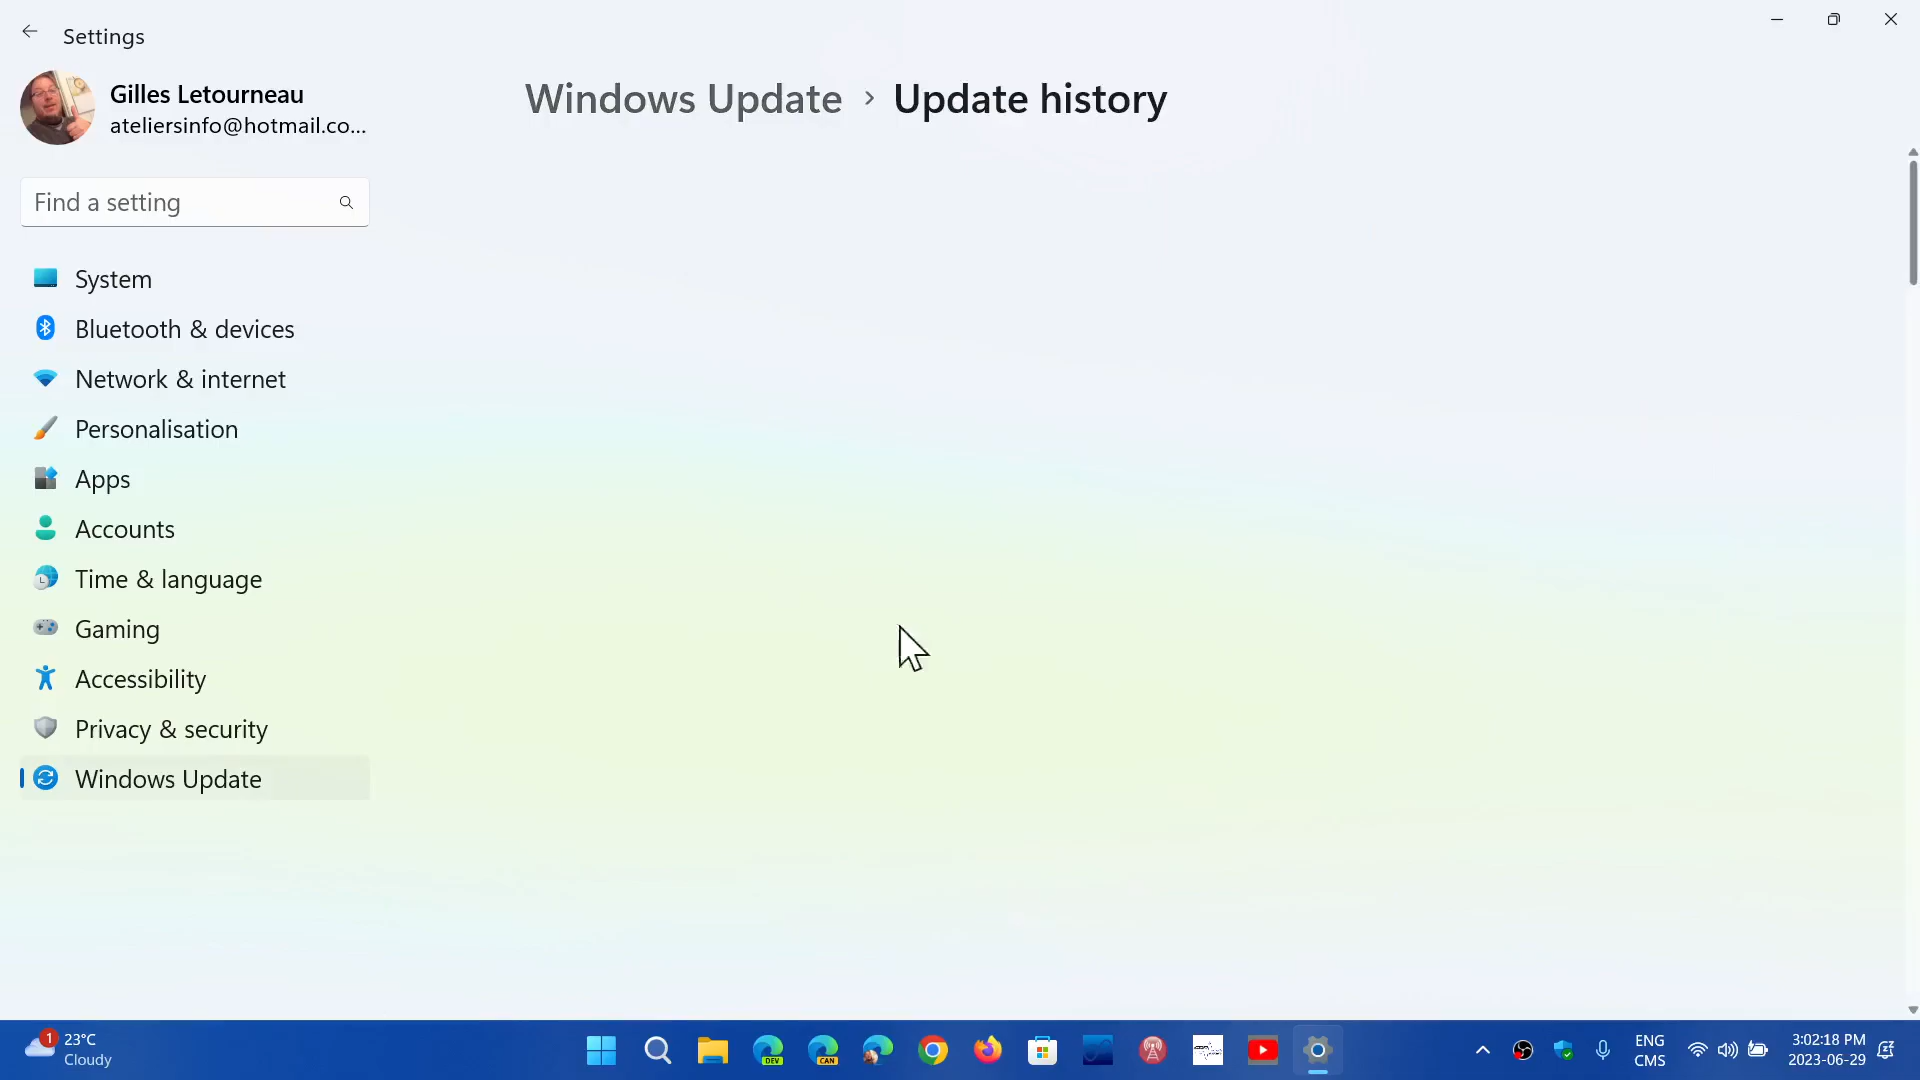 Settings
Gilles Letourneau
ateliersinfo@hotmail.co...
Windows Update > Update history
Find a setting
System
Bluetooth & devices
Network & internet
Personalisation
Apps
Accounts
Time & language
Gaming
Accessibility
Privacy & security
Windows Update
1
23°C
Cloudy
DEV
CAN
ENG
CMS
3:02:18 PM
2023-06-29